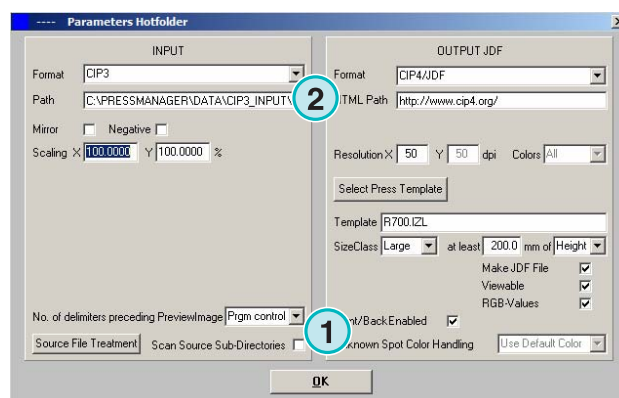 ---- Parameters Hotfolder
INPUT
Format CIP3
Path C:\PRESSMANAGER\DATA\CIP3_INPUT\
Mirror Negative
Scaling X 100.0000 Y 100.0000 %
No. of delimiters preceding PreviewImage Prgm control
Source File Treatment Scan Source Sub-Directories
OUTPUT JDF
Format CIP4/JDF
2
HTML Path http://www.cip4.org/
Resolution X 50 Y 50 dpi Colors All
Select Press Template
Template R700.IZL
SizeClass Large at least 200.0 mm of Height
Make JDF File
Viewable
RGB-Values
1
nt/Back Enabled
known Spot Color Handling Use Default Color
OK